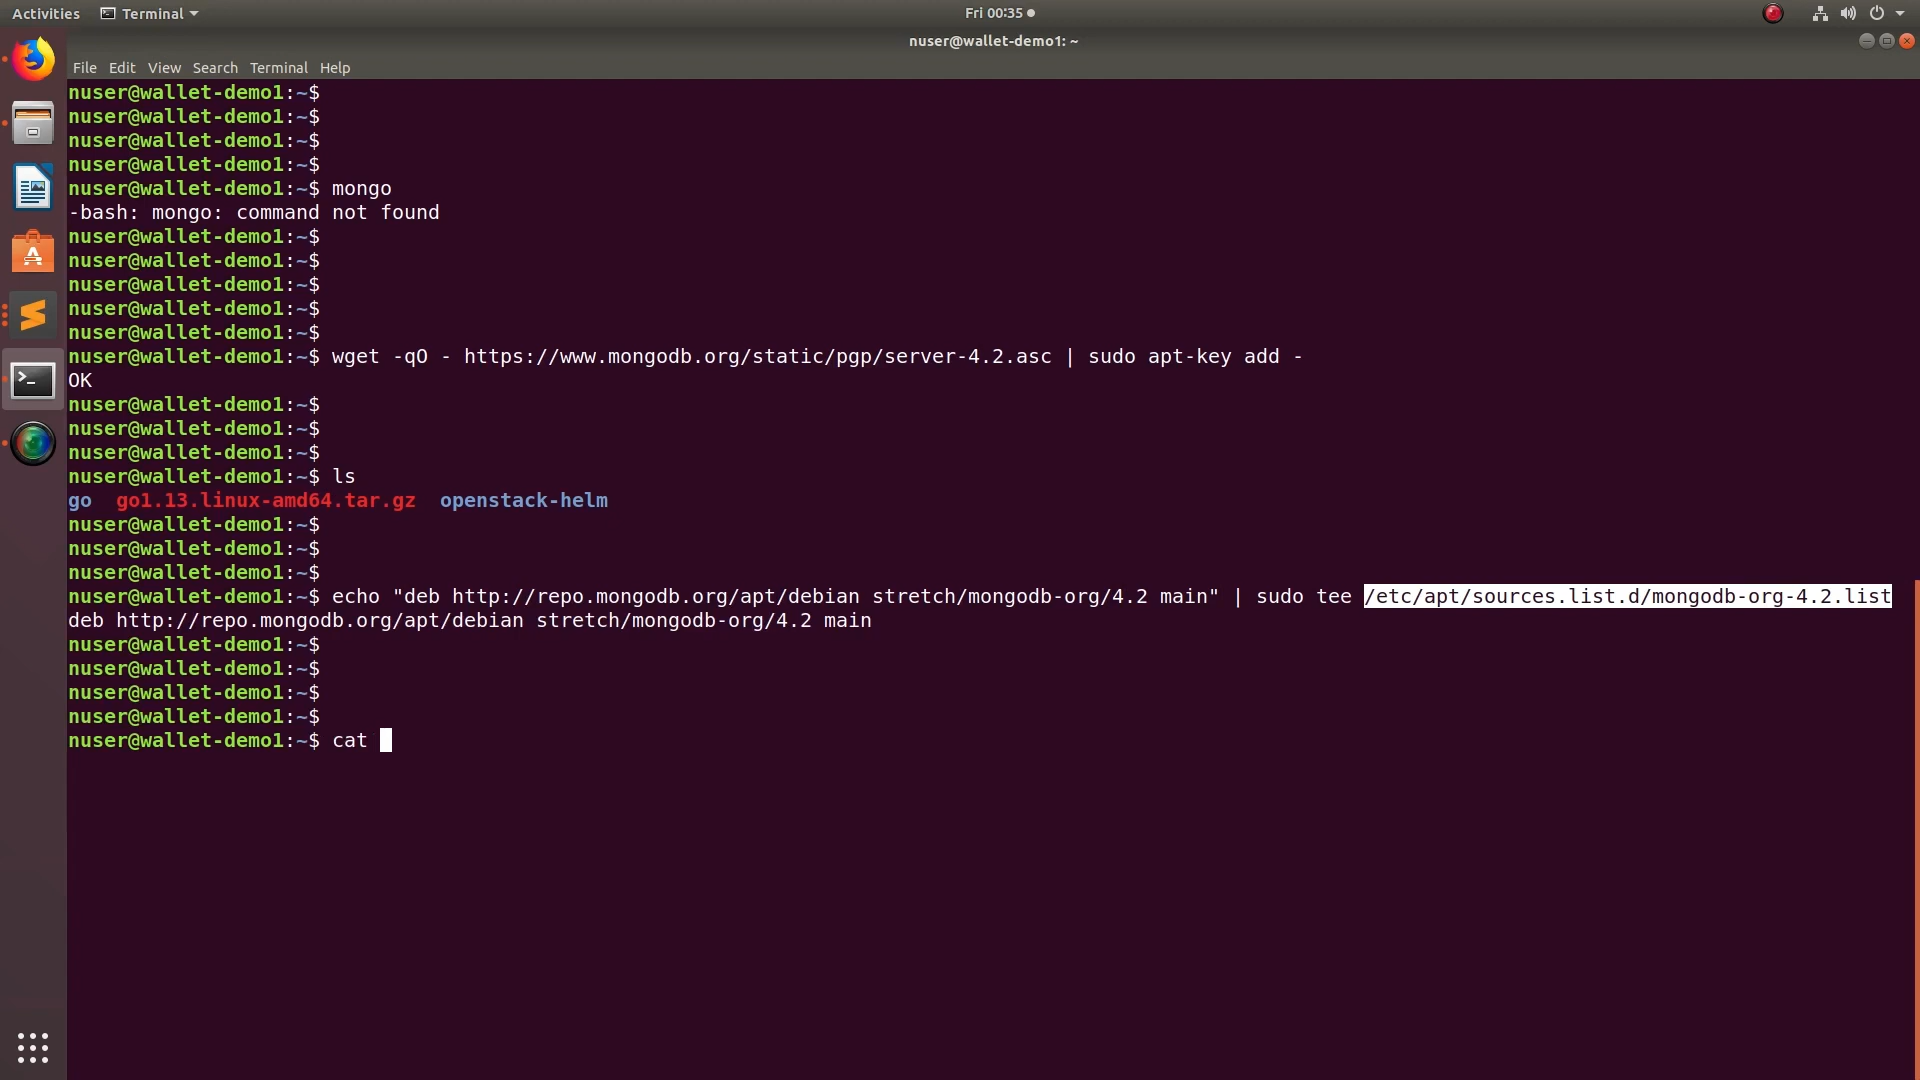 Activities Terminal Fri 00:35
nuser@wallet-demo1: ~
File Edit View Search Terminal Help
nuser@wallet-demo1:~$
nuser@wallet-demo1:~$
nuser@wallet-demo1:~$
nuser@wallet-demo1:~$
nuser@wallet-demo1:~$ mongo
-bash: mongo: command not found
nuser@wallet-demo1:~$
nuser@wallet-demo1:~$
nuser@wallet-demo1:~$
nuser@wallet-demo1:~$
nuser@wallet-demo1:~$
nuser@wallet-demo1:~$ wget -qO - https://www.mongodb.org/static/pgp/server-4.2.asc | sudo apt-key add -
OK
nuser@wallet-demo1:~$
nuser@wallet-demo1:~$
nuser@wallet-demo1:~$
nuser@wallet-demo1:~$ ls
go go1.13.linux-amd64.tar.gz openstack-helm
nuser@wallet-demo1:~$
nuser@wallet-demo1:~$
nuser@wallet-demo1:~$
nuser@wallet-demo1:~$ echo "deb http://repo.mongodb.org/apt/debian stretch/mongodb-org/4.2 main" | sudo tee /etc/apt/sources.list.d/mongodb-org-4.2.list
deb http://repo.mongodb.org/apt/debian stretch/mongodb-org/4.2 main
nuser@wallet-demo1:~$
nuser@wallet-demo1:~$
nuser@wallet-demo1:~$
nuser@wallet-demo1:~$
nuser@wallet-demo1:~$ cat